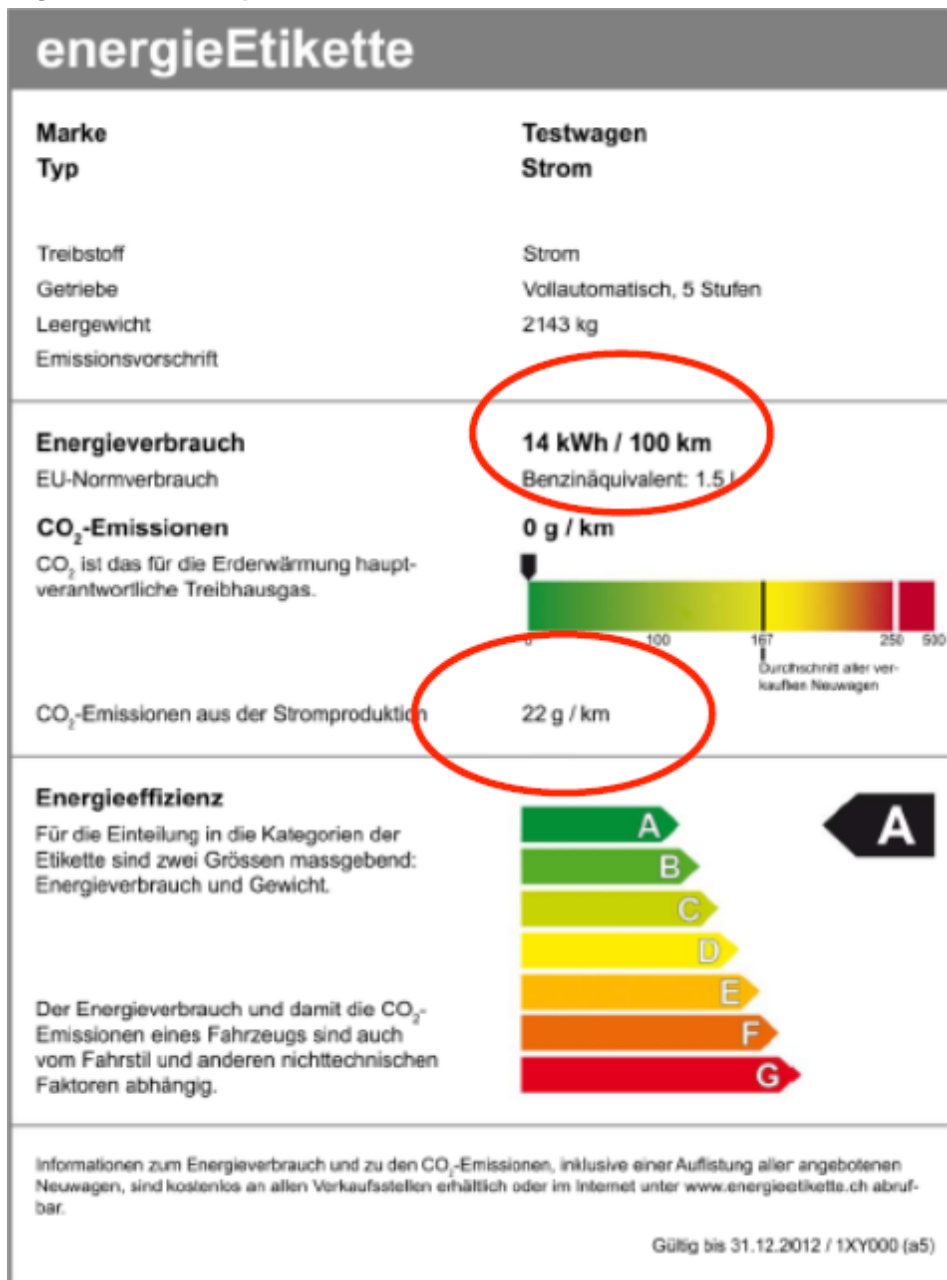 energieEtikette
Marke Testwagen
Typ Strom
Treibstoff Strom
Getriebe Vollautomatisch, 5 Stufen
Leergewicht 2143 kg
Emissionsvorschrift
Energieverbrauch 14 kWh / 100 km
EU-Normverbrauch Benzinäquivalent: 1.5 L
CO₂-Emissionen 0 g / km
CO₂ ist das für die Erderwärmung haupt-
verantwortliche Treibhausgas.
0 100 167 250 500
Durchschnitt aller ver-
kauften Neuwagen
CO₂-Emissionen aus der Stromproduktion 22 g / km
Energieeffizienz
Für die Einteilung in die Kategorien der
Etikette sind zwei Grössen massgebend:
Energieverbrauch und Gewicht.
A A
B
C
D
E
F
G
Der Energieverbrauch und damit die CO₂-
Emissionen eines Fahrzeugs sind auch
vom Fahrstil und anderen nichttechnischen
Faktoren abhängig.
Informationen zum Energieverbrauch und zu den CO₂-Emissionen, inklusive einer Auflistung aller angebotenen
Neuwagen, sind kostenlos an allen Verkaufsstellen erhältlich oder im Internet unter www.energieetikette.ch abruf-
bar.
Gültig bis 31.12.2012 / 1XY000 (a5)